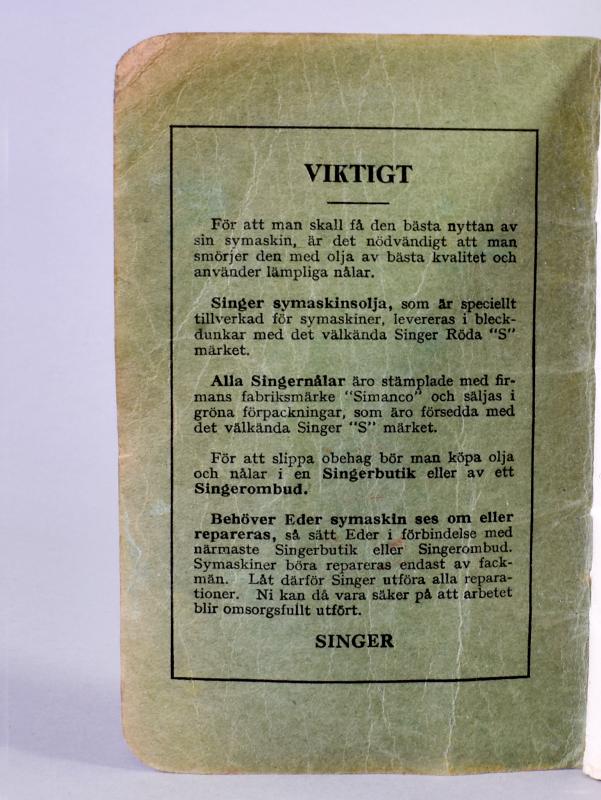 VIKTIGT
För att man skall få den bästa nyttan av
sin symaskin, är det nödvändigt att man
smörjer den med olja av bästa kvalitet och
använder lämpliga nålar.
Singer symaskinsolja, som är speciellt
tillverkad för symaskiner, levereras i bleck-
dunkar med det välkända Singer Röda "S"
märket.
Alla Singernålar äro stämplade med fir-
mans fabriksmärke "Simanco" och säljas i
gröna förpackningar, som äro försedda med
det välkända Singer "S" märket.
För att slippa obehag bör man köpa olja
och nålar i en Singerbutik eller av ett
Singerombud.
Behöver Eder symaskin ses om eller
repareras, så sätt Eder i förbindelse med
närmaste Singerbutik eller Singerombud.
Symaskiner böra repareras endast av fack-
män. Låt därför Singer utföra alla repara-
tioner. Ni kan då vara säker på att arbetet
blir omsorgsfullt utfört.
SINGER